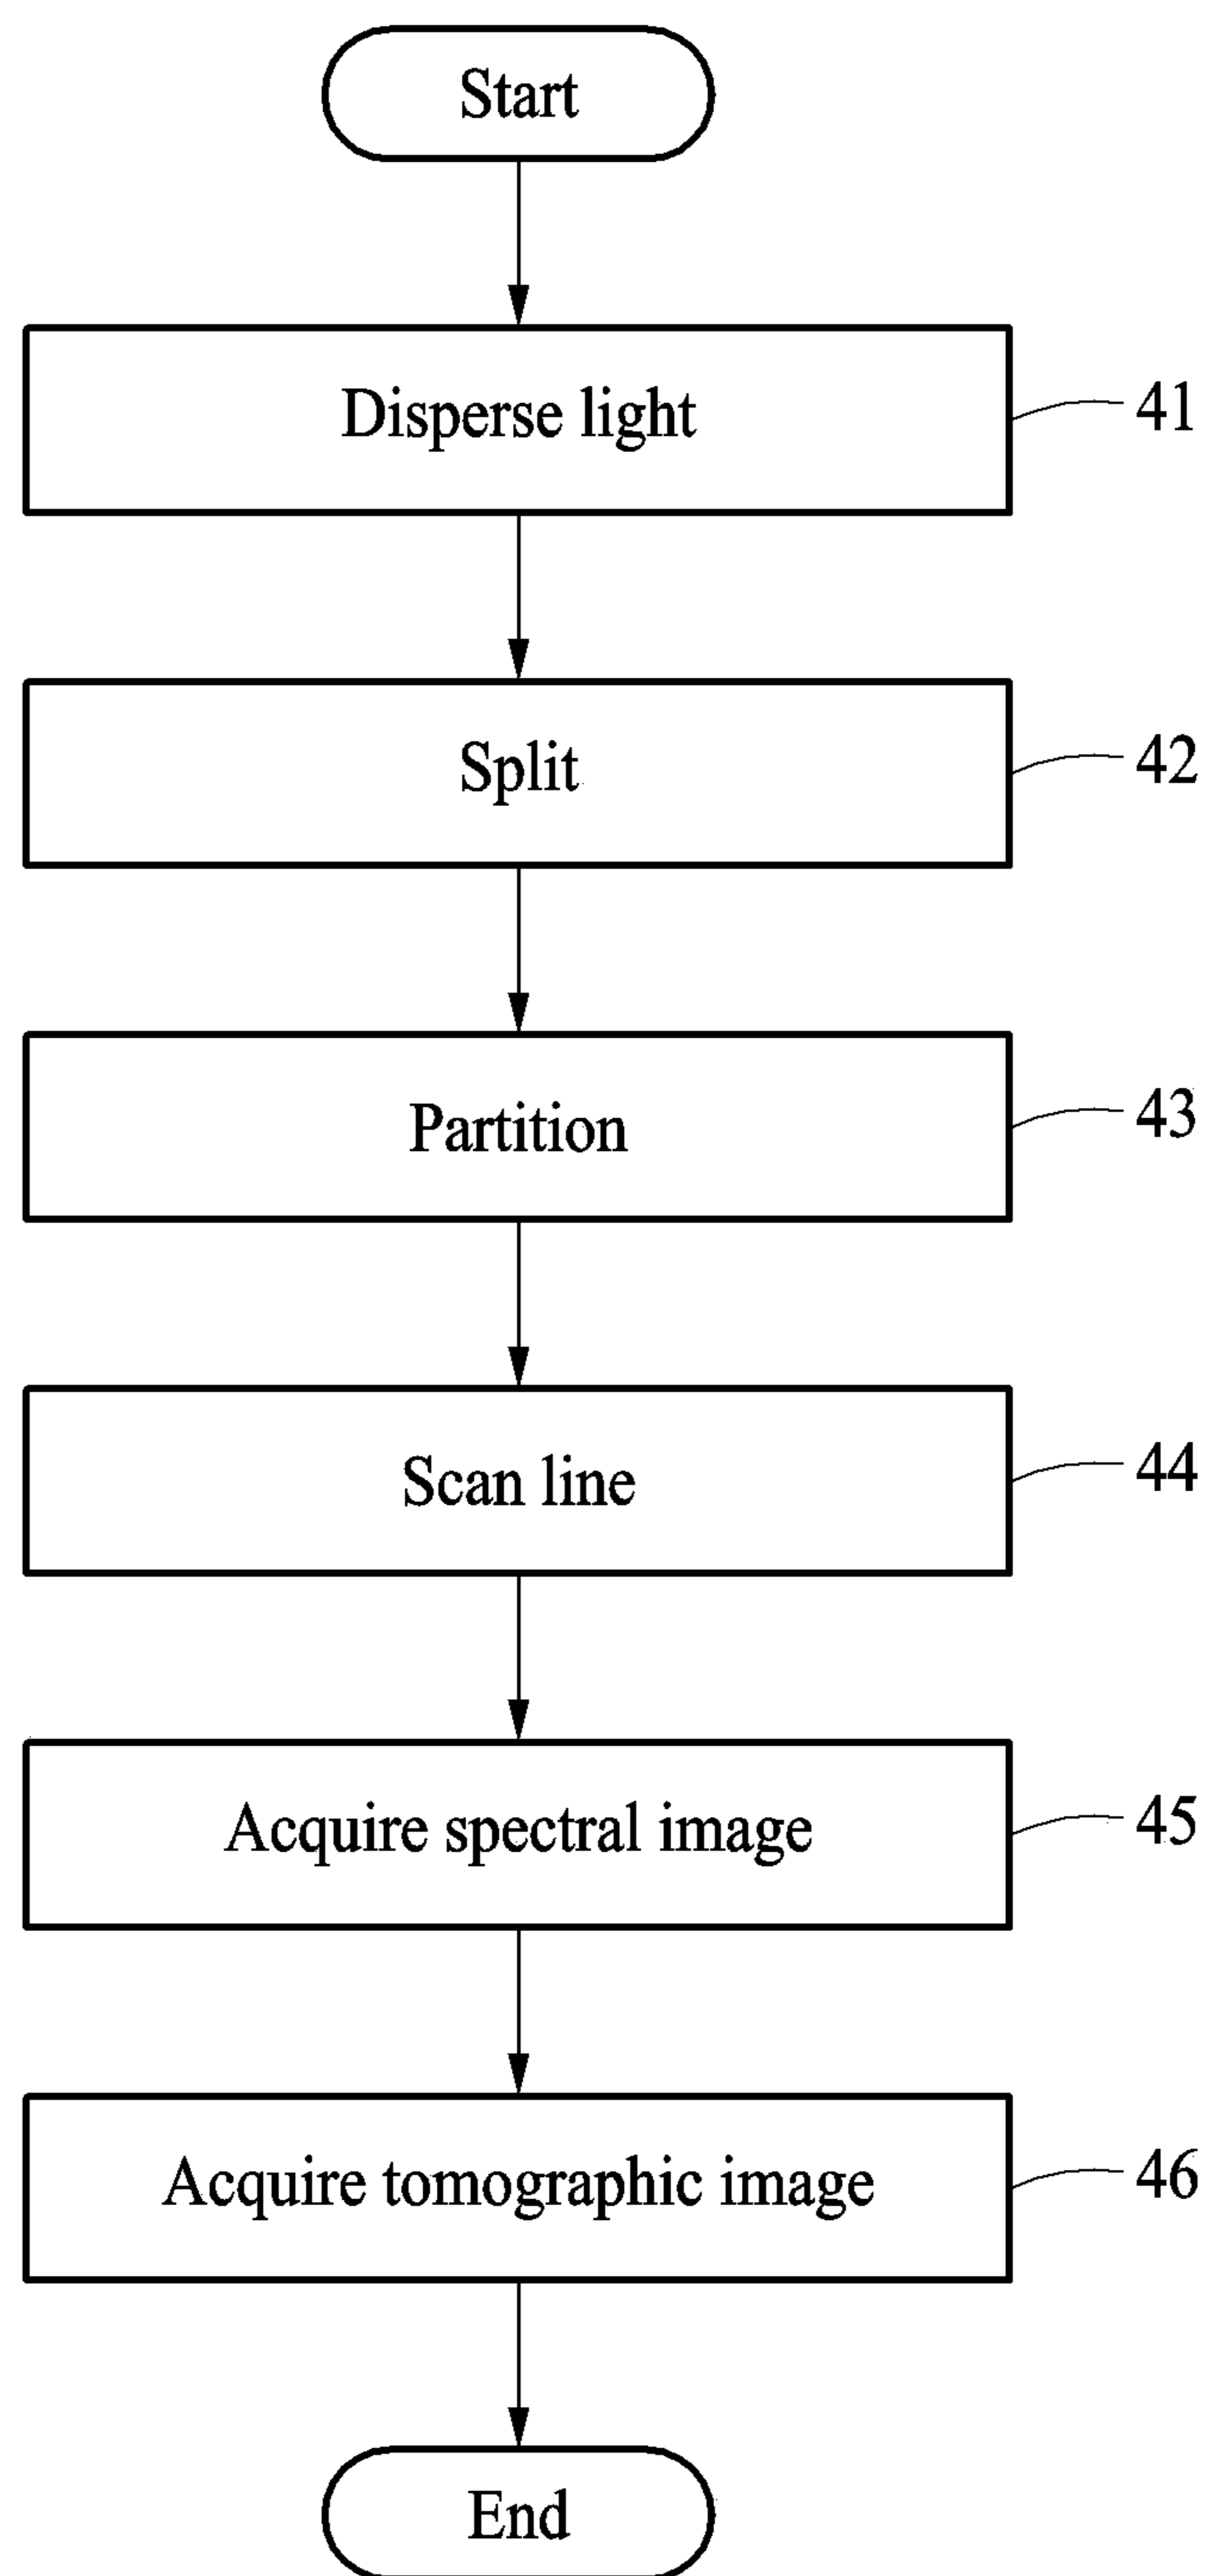 Start
Disperse light
41
Split
42
Partition
43
Scan line
44
Acquire spectral image
45
Acquire tomographic image
46
End